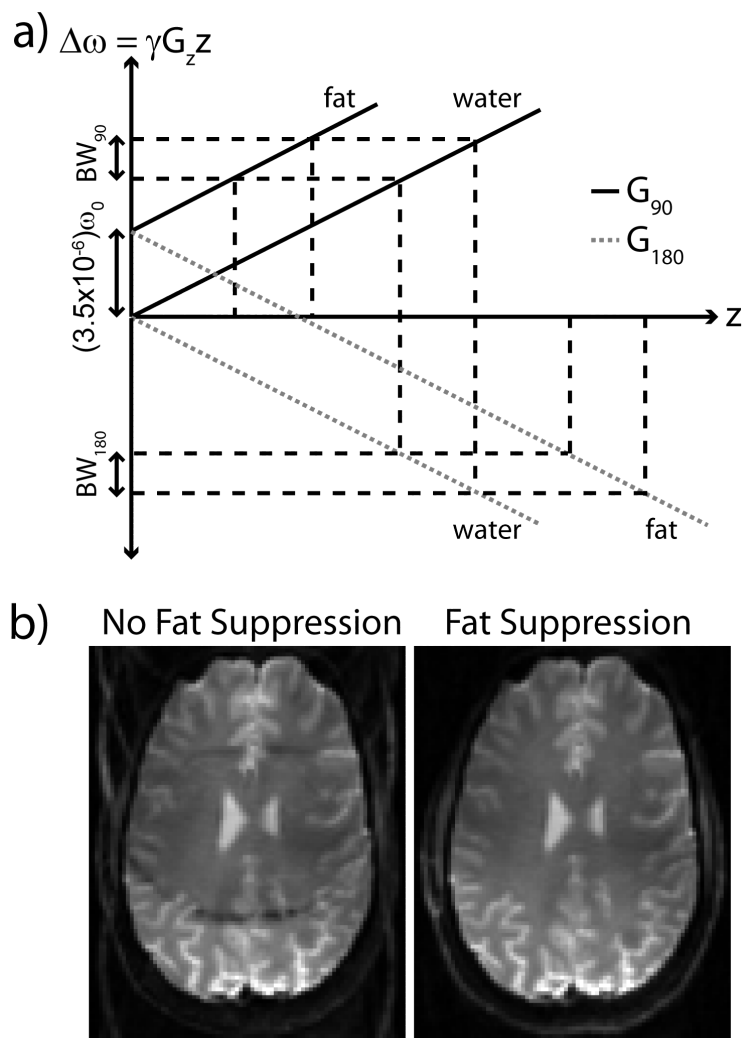 a) Δω = γG_z z
fat
water
BW_90
G_90
G_180
(3.5x10^-6)ω_0
z
BW_180
water
fat
b) No Fat Suppression Fat Suppression